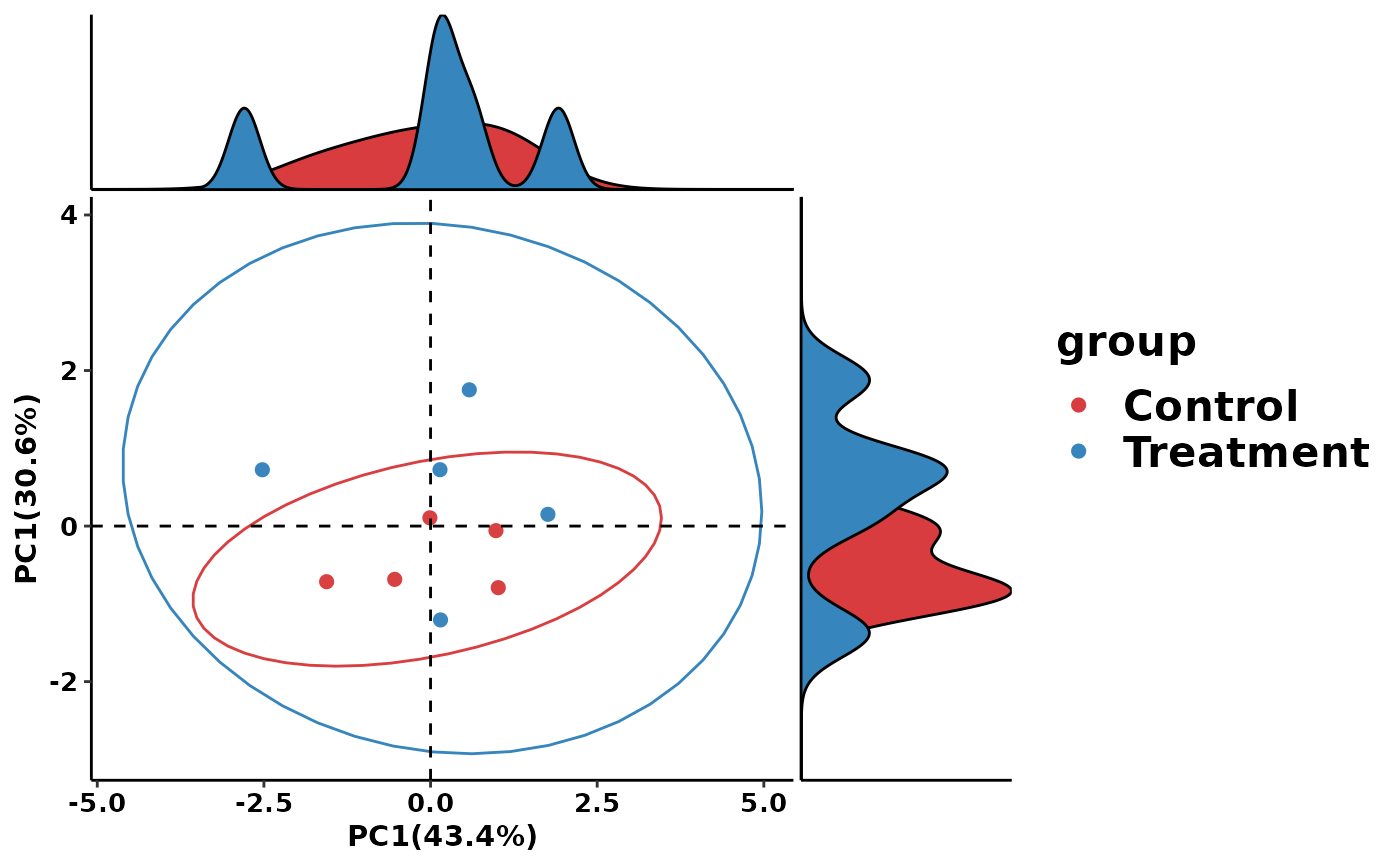 4
2
0
-2
PC1(30.6%)
-5.0 -2.5 0.0 2.5 5.0
PC1(43.4%)
group
Control
Treatment